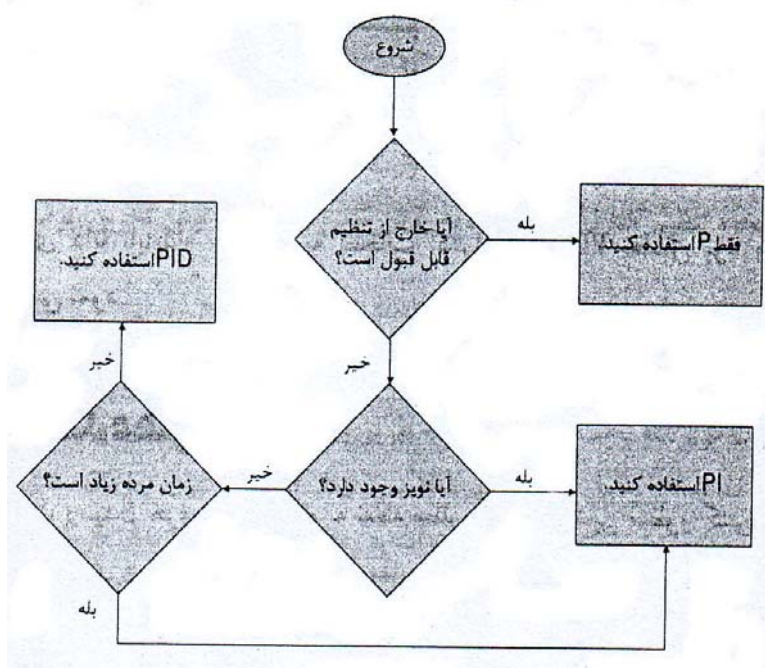 شروع
آیا خارج از تنظیم
قابل قبول است؟
بله
فقط P استفاده کنید.
خیر
آیا نویز وجود دارد؟
بله
PI استفاده کنید.
خیر
زمان مرده زیاد است؟
خیر
PID استفاده کنید.
بله